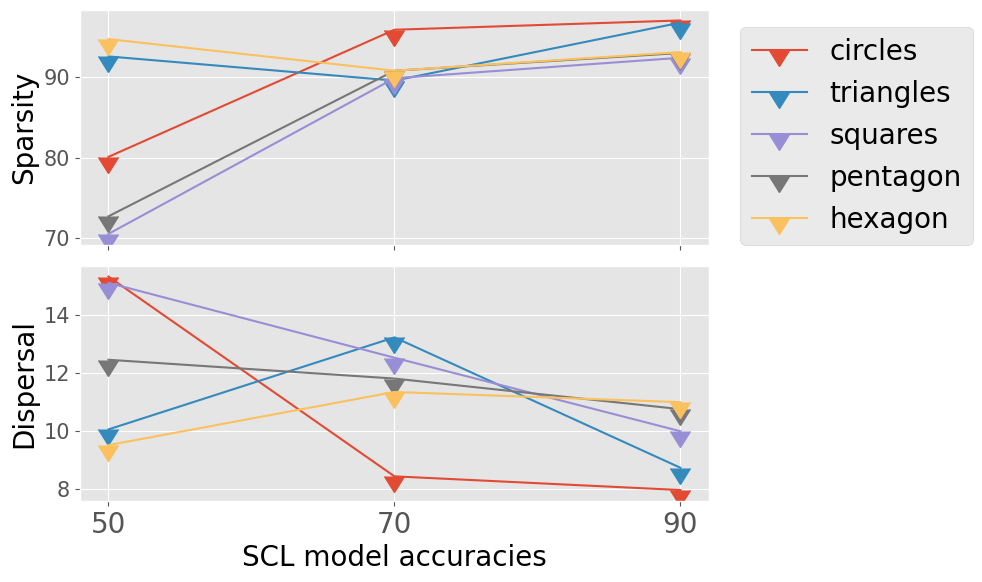 Sparsity
90
80
70
circles
triangles
squares
pentagon
hexagon
Dispersal
14
12
10
8
50 70 90
SCL model accuracies